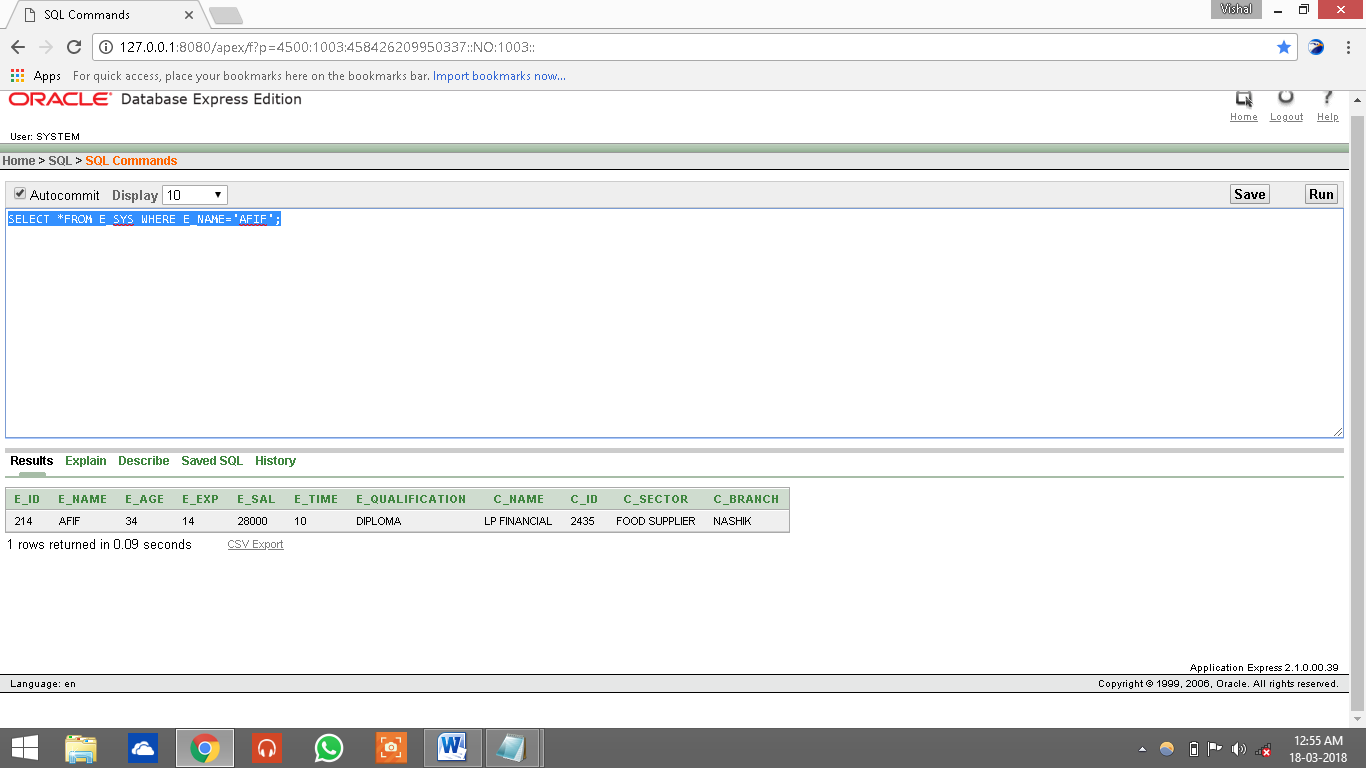 SQL Commands
Vishal
127.0.0.1:8080/apex/f?p=4500:1003:458426209950337::NO:1003::
Apps For quick access, place your bookmarks here on the bookmarks bar. Import bookmarks now...
ORACLE Database Express Edition
Home Logout Help
User: SYSTEM
Home > SQL > SQL Commands
Autocommit Display 10 Save Run
SELECT *FROM E_SYS WHERE E_NAME='AFIF';
Results Explain Describe Saved SQL History
E_ID E_NAME E_AGE E_EXP E_SAL E_TIME E_QUALIFICATION C_NAME C_ID C_SECTOR C_BRANCH
214 AFIF 34 14 28000 10 DIPLOMA LP FINANCIAL 2435 FOOD SUPPLIER NASHIK
1 rows returned in 0.09 seconds CSV Export
Application Express 2.1.0.00.39
Language: en Copyright © 1999, 2006, Oracle. All rights reserved.
12:55 AM
18-03-2018